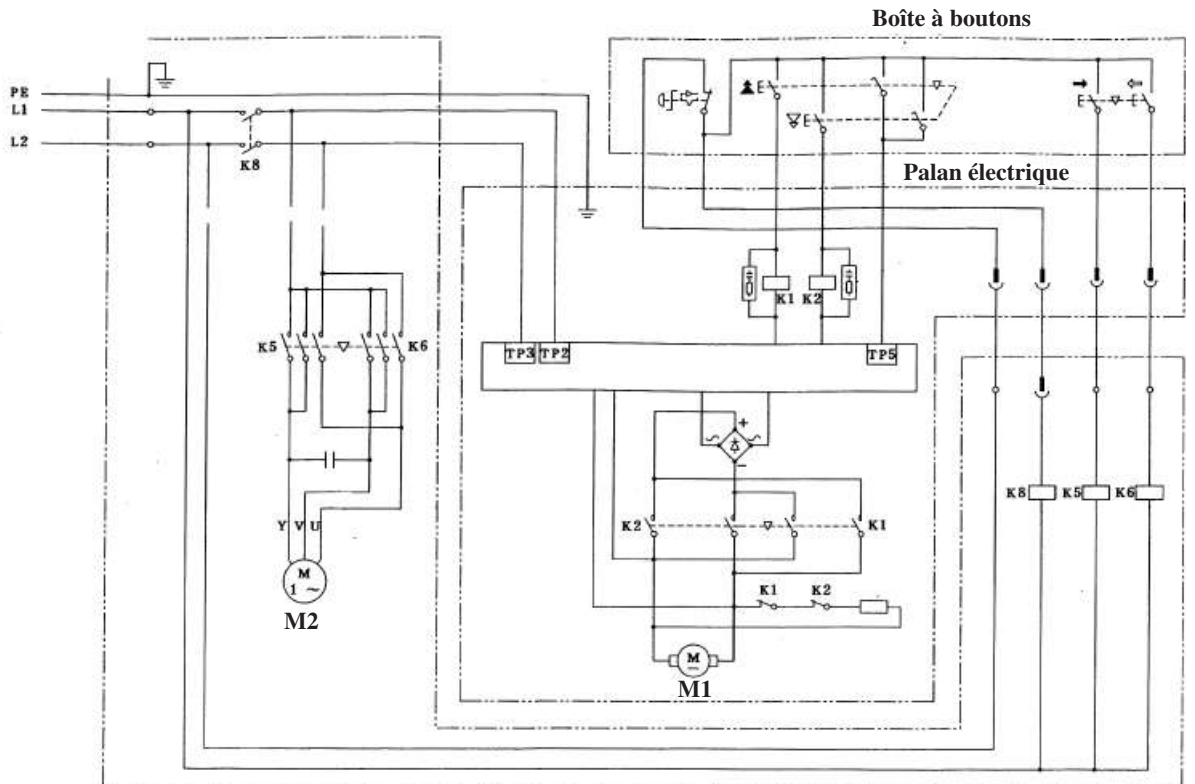 Boîte à boutons
PE
L1
L2
K8
Palan électrique
K1
K2
K5
K6
TP3
TP2
TP5
+
−
K8
K5
K6
K2
K1
Y V U
M
1 ~
M2
K1
K2
M
M1